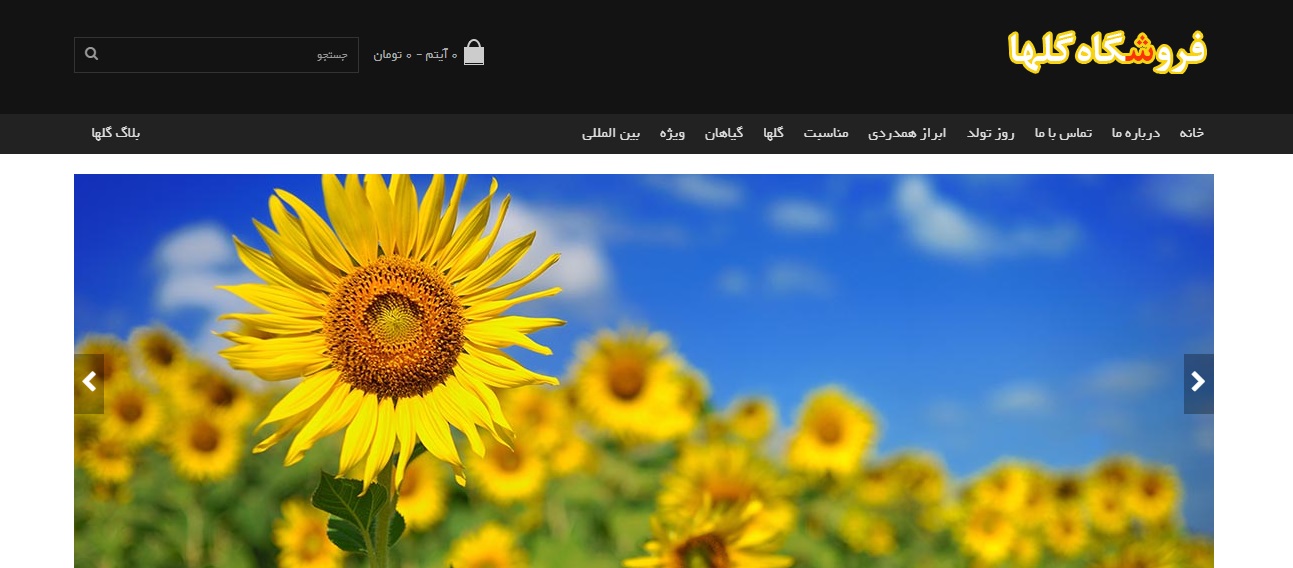 فروشگاه گلها
۰ آیتم - ۰ تومان
جستجو
خانه درباره ما تماس با ما روز تولد ابراز همدردی مناسبت گلها گیاهان ویژه بین المللی بلاگ گلها